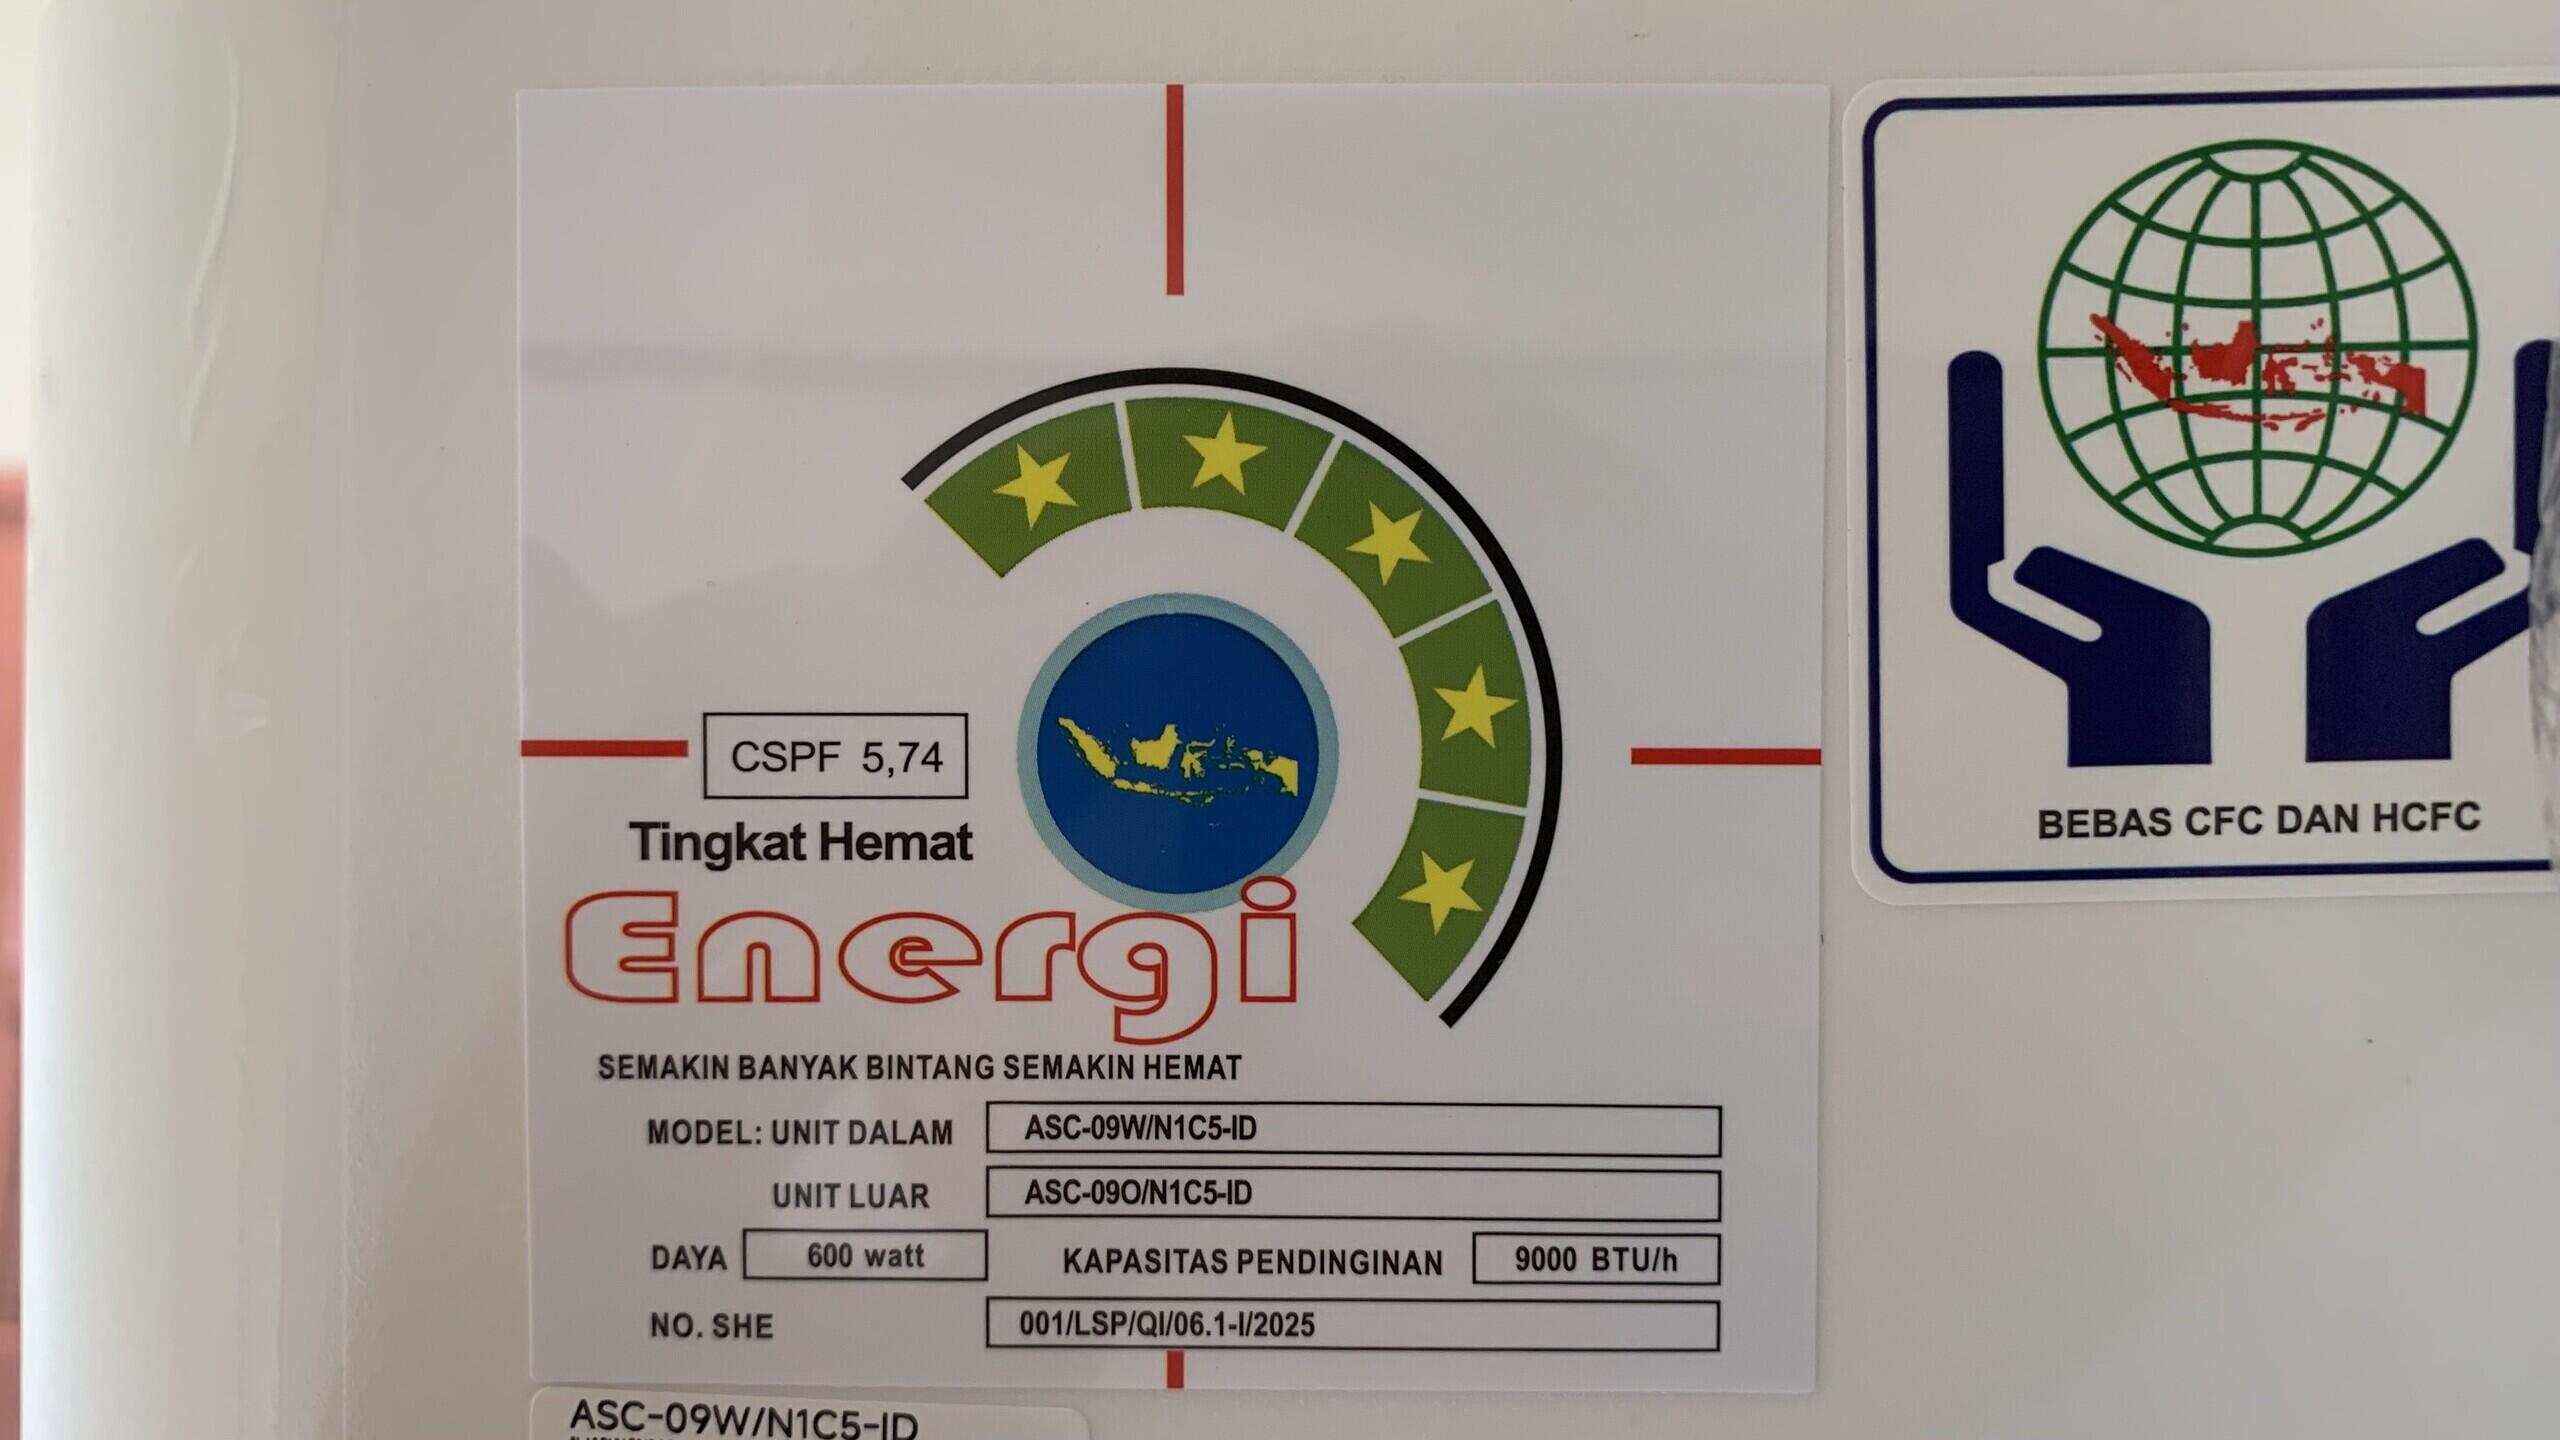 CSPF 5,74
Tingkat Hemat
Energi
SEMAKIN BANYAK BINTANG SEMAKIN HEMAT
MODEL: UNIT DALAM ASC-09W/N1C5-ID
UNIT LUAR ASC-09O/N1C5-ID
DAYA 600 watt KAPASITAS PENDINGINAN 9000 BTU/h
NO. SHE 001/LSP/QI/06.1-I/2025
BEBAS CFC DAN HCFC
ASC-09W/N1C5-ID